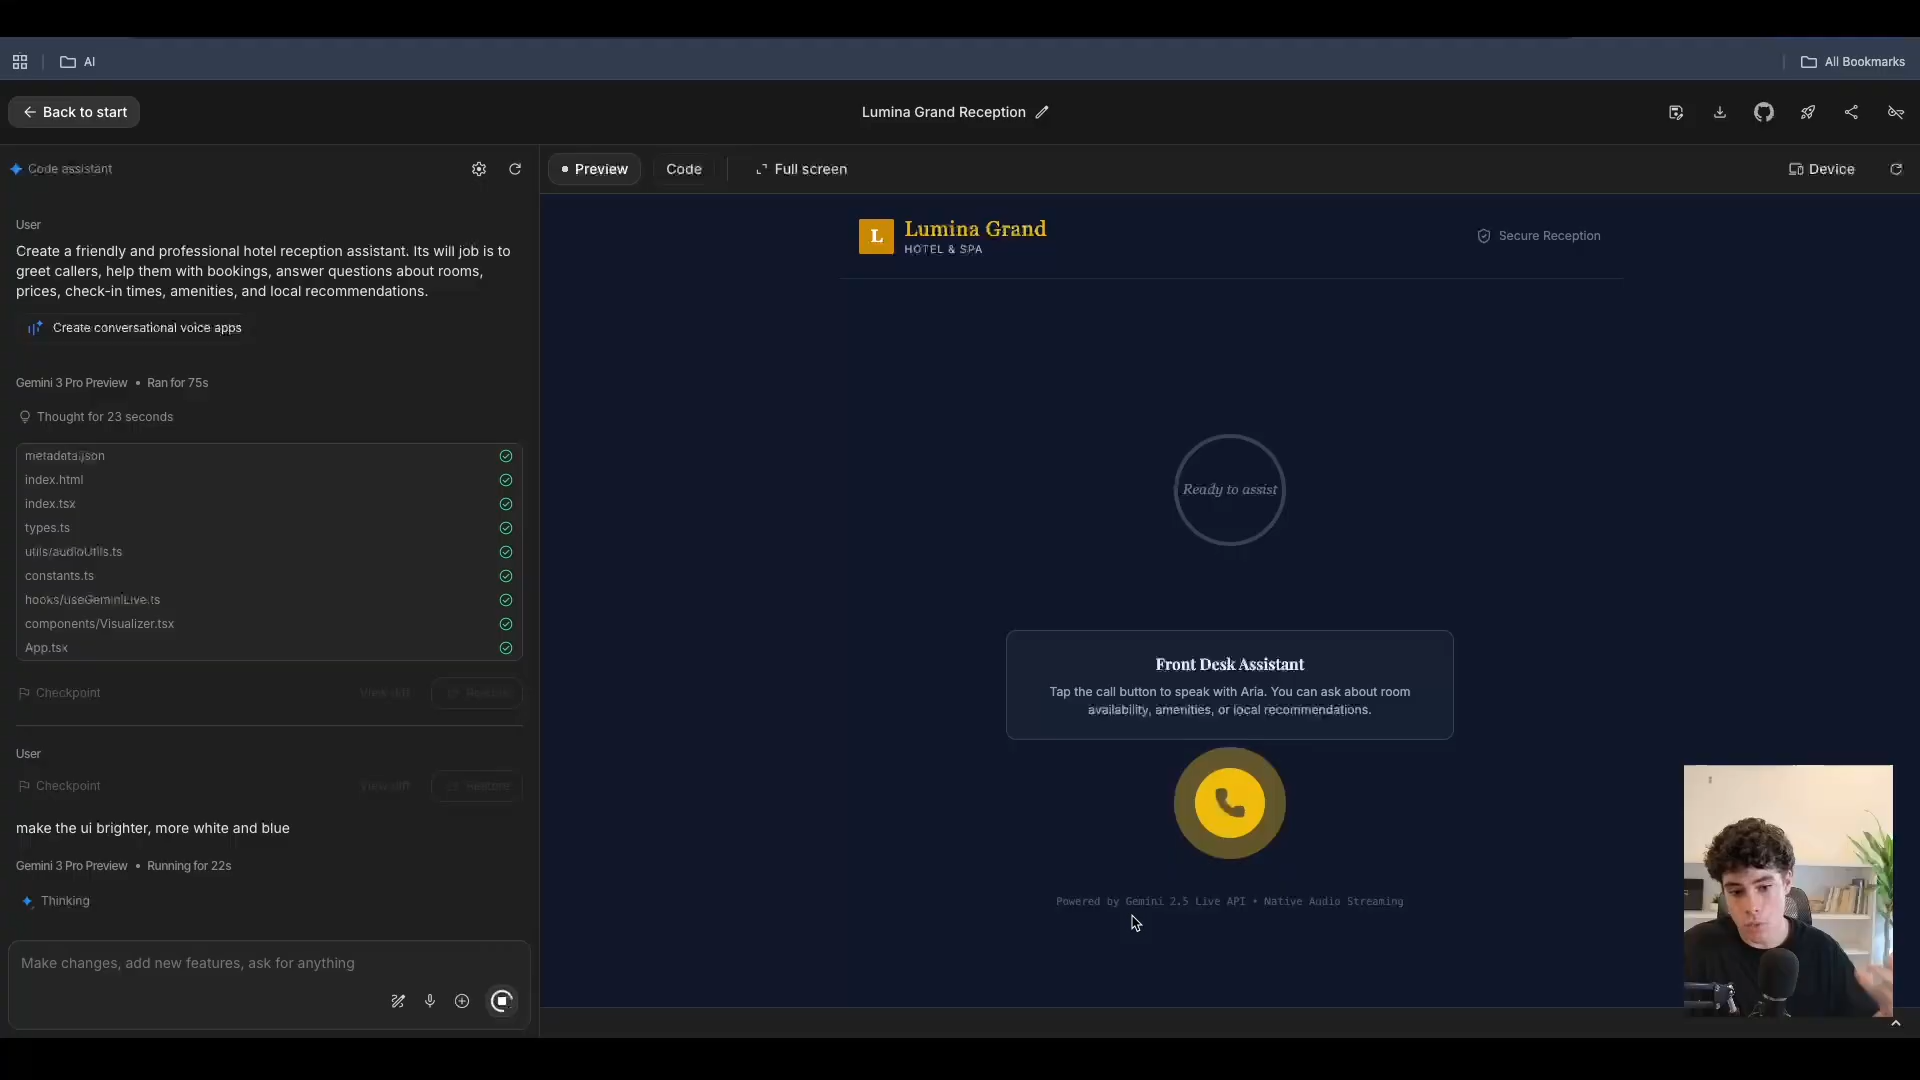 AI
All Bookmarks
Back to start
Lumina Grand Reception
Code assistant
Preview
Code
Full screen
Device
User
Create a friendly and professional hotel reception assistant. Its will job is to
greet callers, help them with bookings, answer questions about rooms,
prices, check-in times, amenities, and local recommendations.
Create conversational voice apps
Gemini 3 Pro Preview • Ran for 75s
Thought for 23 seconds
metadata.json
index.html
index.tsx
types.ts
utils/audioUtils.ts
constants.ts
hooks/useGeminiLive.ts
components/Visualizer.tsx
App.tsx
Checkpoint
View diff
Restore
User
Checkpoint
View diff
Restore
make the ui brighter, more white and blue
Gemini 3 Pro Preview • Running for 22s
Thinking
Make changes, add new features, ask for anything
L
Lumina Grand
HOTEL & SPA
Secure Reception
Ready to assist
Front Desk Assistant
Tap the call button to speak with Aria. You can ask about room
availability, amenities, or local recommendations.
Powered by Gemini 2.5 Live API • Native Audio Streaming